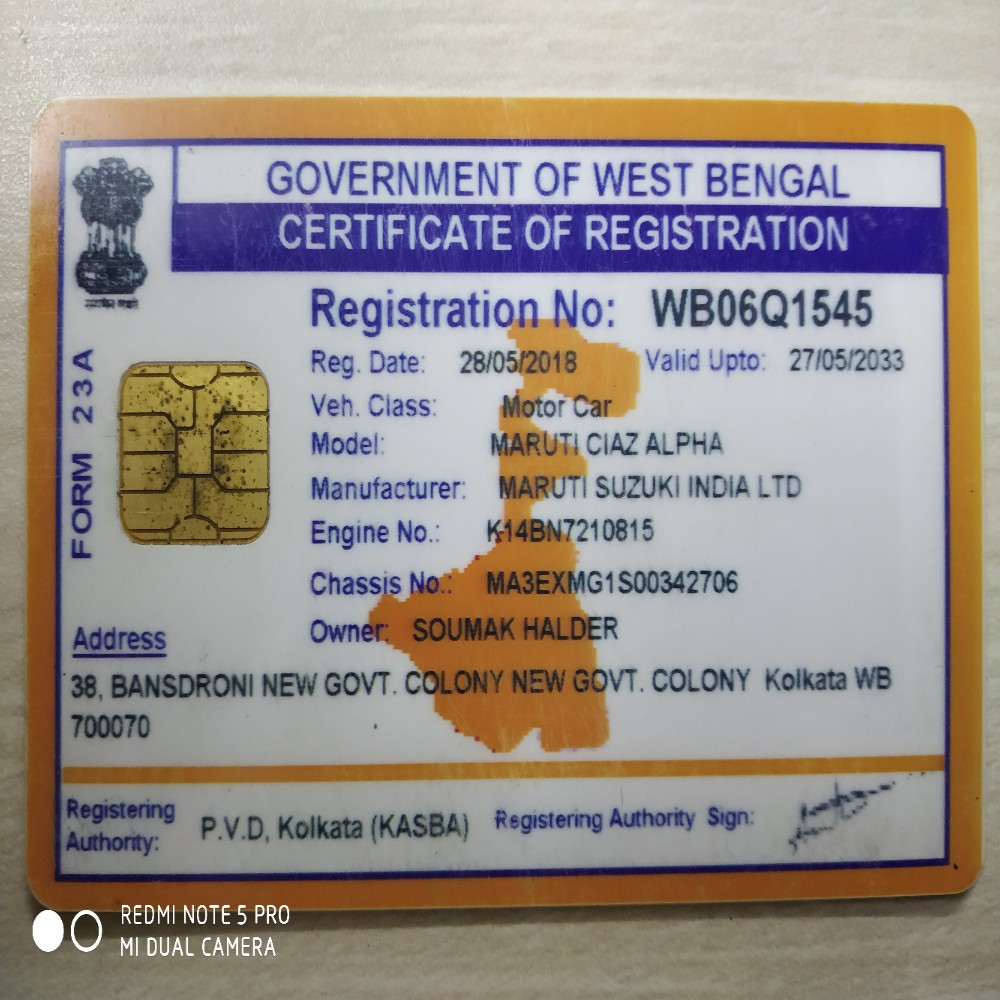 GOVERNMENT OF WEST BENGAL
CERTIFICATE OF REGISTRATION
Registration No: WB06Q1545
Reg. Date: 28/05/2018 Valid Upto: 27/05/2033
Veh. Class: Motor Car
Model: MARUTI CIAZ ALPHA
Manufacturer: MARUTI SUZUKI INDIA LTD
Engine No.: K14BN7210815
Chassis No.: MA3EXMG1S00342706
Owner: SOUMAK HALDER
FORM 23A
Address
38, BANSDRONI NEW GOVT. COLONY NEW GOVT. COLONY Kolkata WB
700070
Registering
Authority: P.V.D, Kolkata (KASBA) Registering Authority Sign:
REDMI NOTE 5 PRO
MI DUAL CAMERA